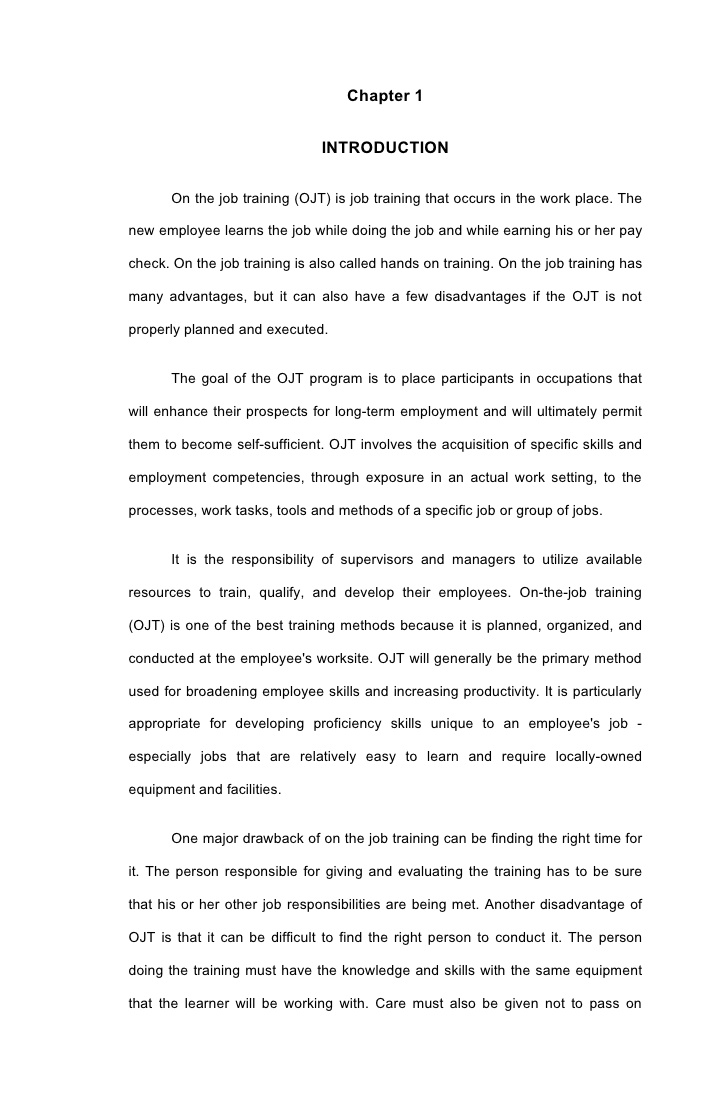 Chapter 1
INTRODUCTION
On the job training (OJT) is job training that occurs in the work place. The
new employee learns the job while doing the job and while earning his or her pay
check. On the job training is also called hands on training. On the job training has
many advantages, but it can also have a few disadvantages if the OJT is not
properly planned and executed.
The goal of the OJT program is to place participants in occupations that
will enhance their prospects for long-term employment and will ultimately permit
them to become self-sufficient. OJT involves the acquisition of specific skills and
employment competencies, through exposure in an actual work setting, to the
processes, work tasks, tools and methods of a specific job or group of jobs.
It is the responsibility of supervisors and managers to utilize available
resources to train, qualify, and develop their employees. On-the-job training
(OJT) is one of the best training methods because it is planned, organized, and
conducted at the employee's worksite. OJT will generally be the primary method
used for broadening employee skills and increasing productivity. It is particularly
appropriate for developing proficiency skills unique to an employee's job -
especially jobs that are relatively easy to learn and require locally-owned
equipment and facilities.
One major drawback of on the job training can be finding the right time for
it. The person responsible for giving and evaluating the training has to be sure
that his or her other job responsibilities are being met. Another disadvantage of
OJT is that it can be difficult to find the right person to conduct it. The person
doing the training must have the knowledge and skills with the same equipment
that the learner will be working with. Care must also be given not to pass on